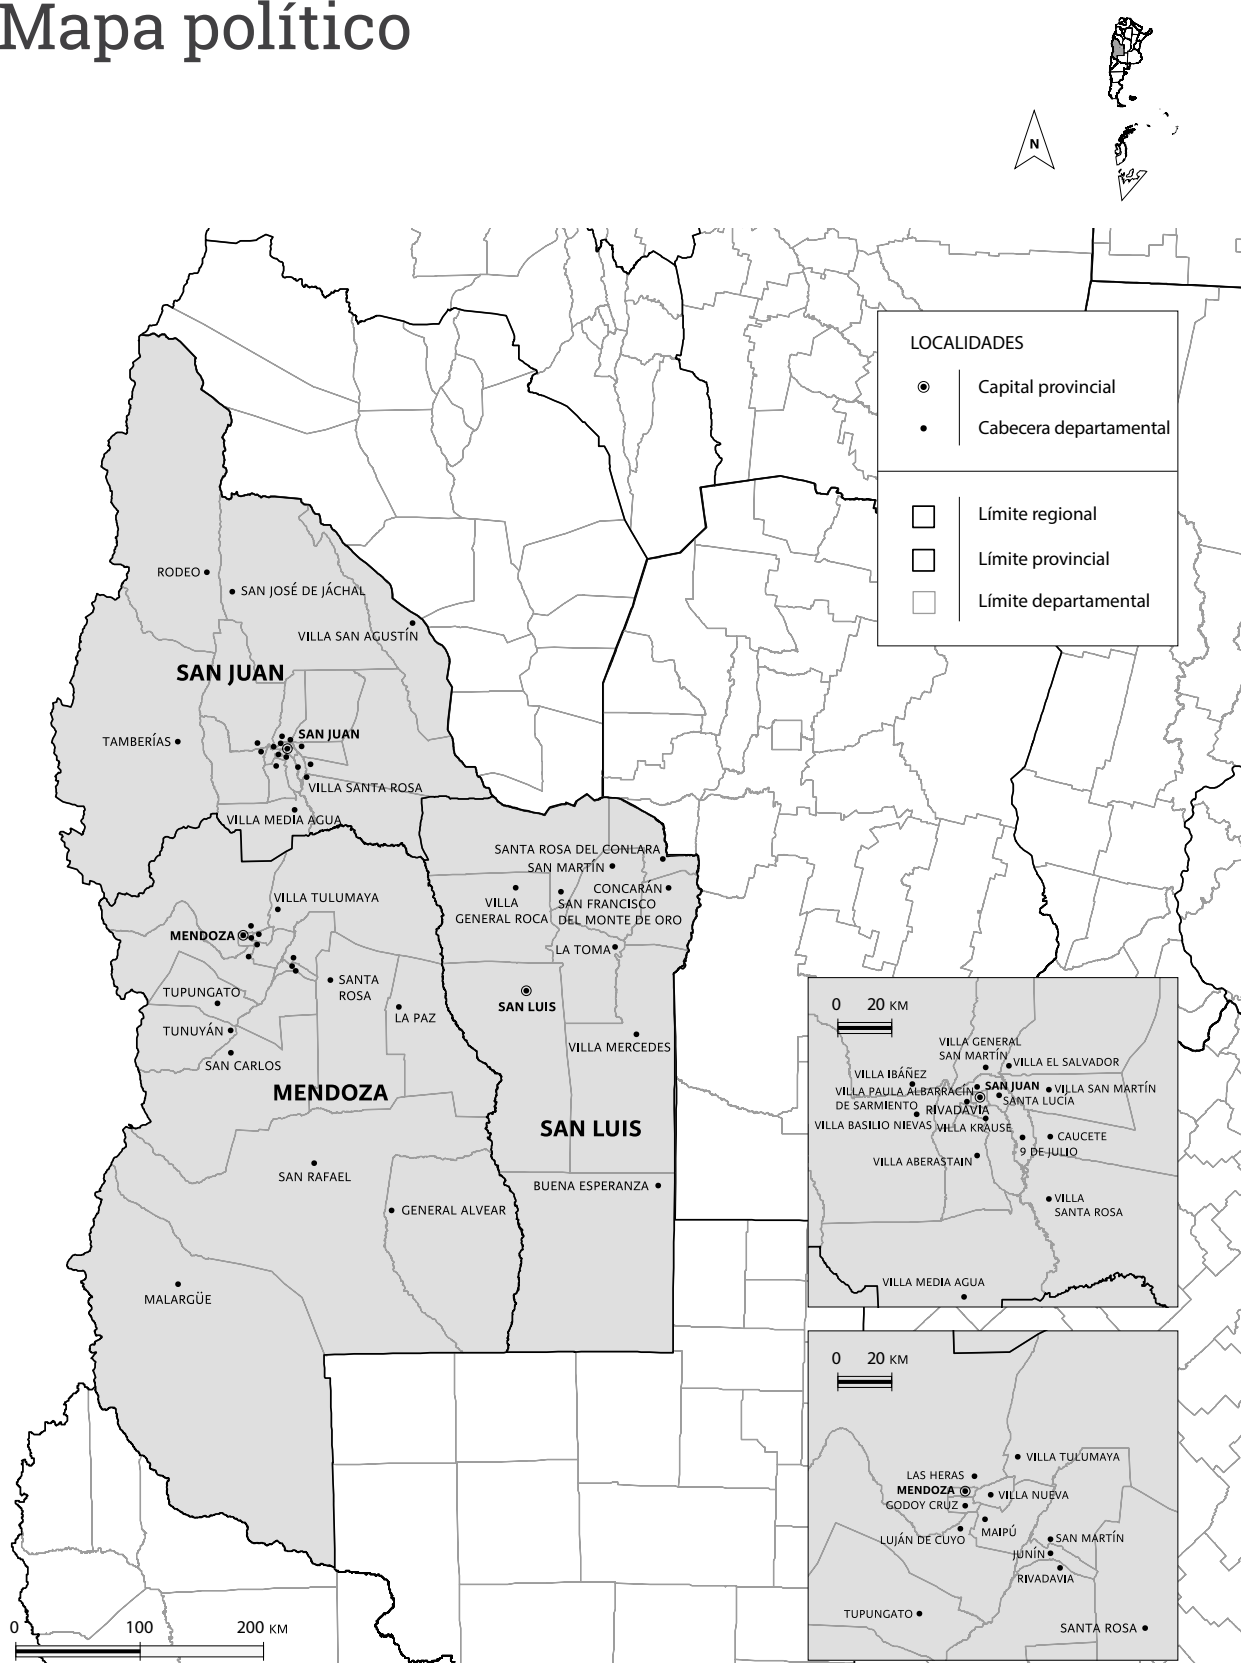 Mapa político
N
LOCALIDADES
Capital provincial
Cabecera departamental
Límite regional
Límite provincial
Límite departamental
RODEO
SAN JOSÉ DE JÁCHAL
VILLA SAN AGUSTÍN
SAN JUAN
TAMBERÍAS
SAN JUAN
VILLA SANTA ROSA
VILLA MEDIA AGUA
SANTA ROSA DEL CONLARA
SAN MARTÍN
CONCARÁN
VILLA
GENERAL ROCA
SAN FRANCISCO
DEL MONTE DE ORO
LA TOMA
VILLA TULUMAYA
MENDOZA
SANTA
ROSA
TUPUNGATO
LA PAZ
TUNUYÁN
SAN CARLOS
SAN LUIS
VILLA MERCEDES
MENDOZA
SAN LUIS
SAN RAFAEL
BUENA ESPERANZA
GENERAL ALVEAR
MALARGÜE
0 100 200 KM
0 20 KM
VILLA GENERAL
SAN MARTÍN
VILLA EL SALVADOR
VILLA IBÁÑEZ
VILLA PAULA ALBARRACÍN
DE SARMIENTO
SAN JUAN
VILLA SAN MARTÍN
SANTA LUCÍA
RIVADAVIA
VILLA BASILIO NIEVAS
VILLA KRAUSE
CAUCETE
9 DE JULIO
VILLA ABERASTAIN
VILLA
SANTA ROSA
VILLA MEDIA AGUA
0 20 KM
VILLA TULUMAYA
LAS HERAS
MENDOZA
VILLA NUEVA
GODOY CRUZ
MAIPÚ
LUJÁN DE CUYO
SAN MARTÍN
JUNÍN
RIVADAVIA
TUPUNGATO
SANTA ROSA